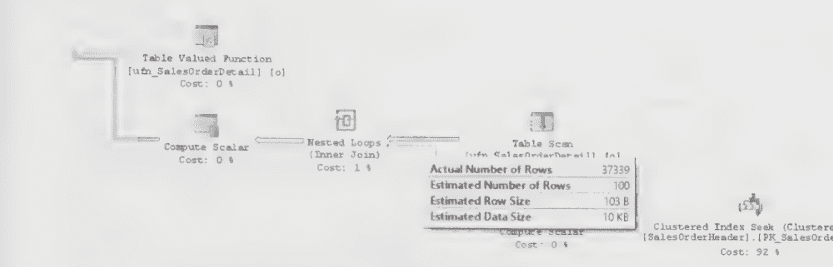 Table Valued Function
[ufn_SalesOrderDetail] [o]
Cost: 0 %
Compute Scalar
Cost: 0 %
Nested Loops
(Inner Join)
Cost: 1 %
Table Scan
[ufn_SalesOrderDetail] [o]
Actual Number of Rows 37339
Estimated Number of Rows 100
Estimated Row Size 103 B
Estimated Data Size 10 KB
Compute Scalar
Cost: 0 %
Clustered Index Seek (Clustere
[SalesOrderHeader].[PK_SalesOrde
Cost: 92 %